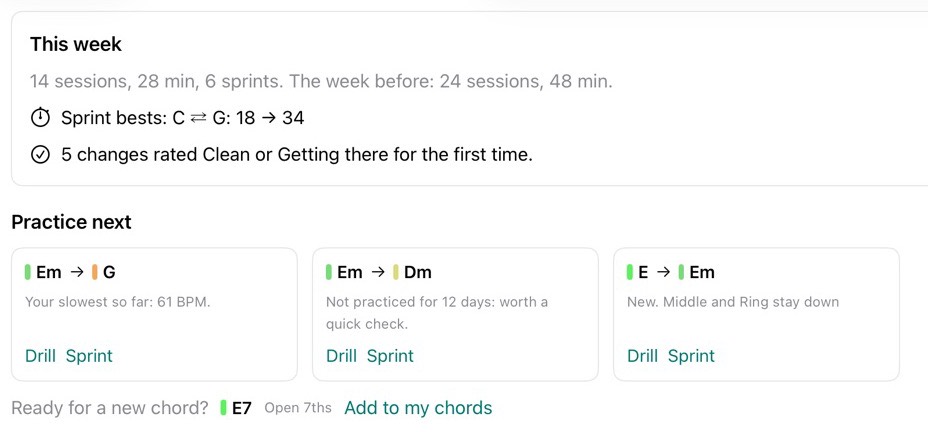 This week
14 sessions, 28 min, 6 sprints. The week before: 24 sessions, 48 min.
Sprint bests: C ⇄ G: 18 → 34
5 changes rated Clean or Getting there for the first time.
Practice next
Em → G
Your slowest so far: 61 BPM.
Drill Sprint
Em → Dm
Not practiced for 12 days: worth a
quick check.
Drill Sprint
E → Em
New. Middle and Ring stay down
Drill Sprint
Ready for a new chord? E7 Open 7ths Add to my chords